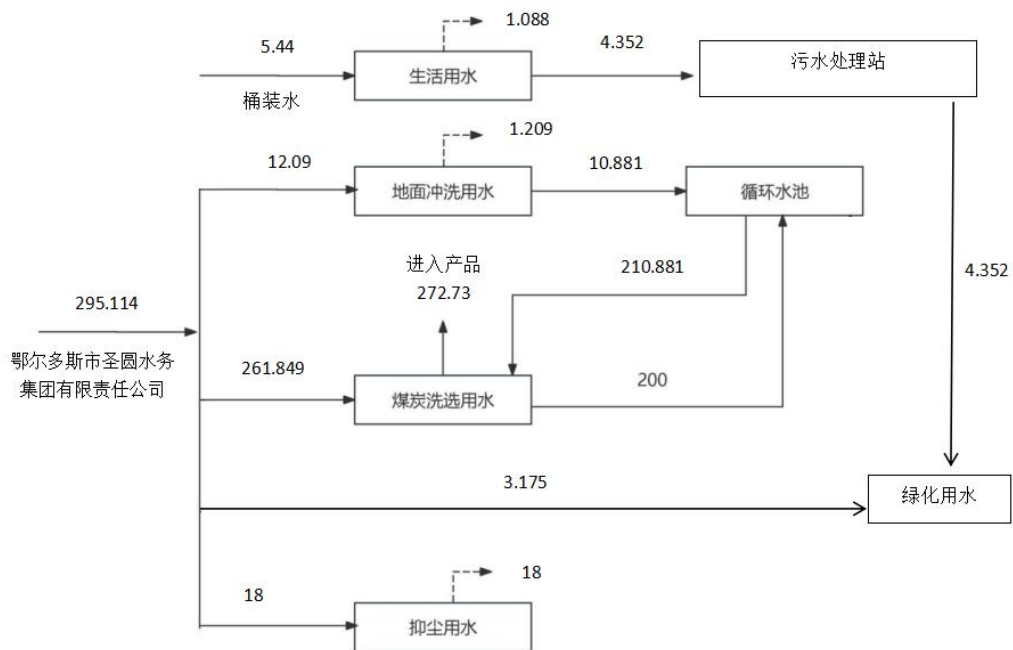 1.088
5.44
4.352
生活用水
污水处理站
桶装水
1.209
12.09
10.881
地面冲洗用水
循环水池
进入产品
272.73
210.881
4.352
295.114
鄂尔多斯市圣圆水务
集团有限责任公司
261.849
200
煤炭洗选用水
3.175
绿化用水
18
18
抑尘用水